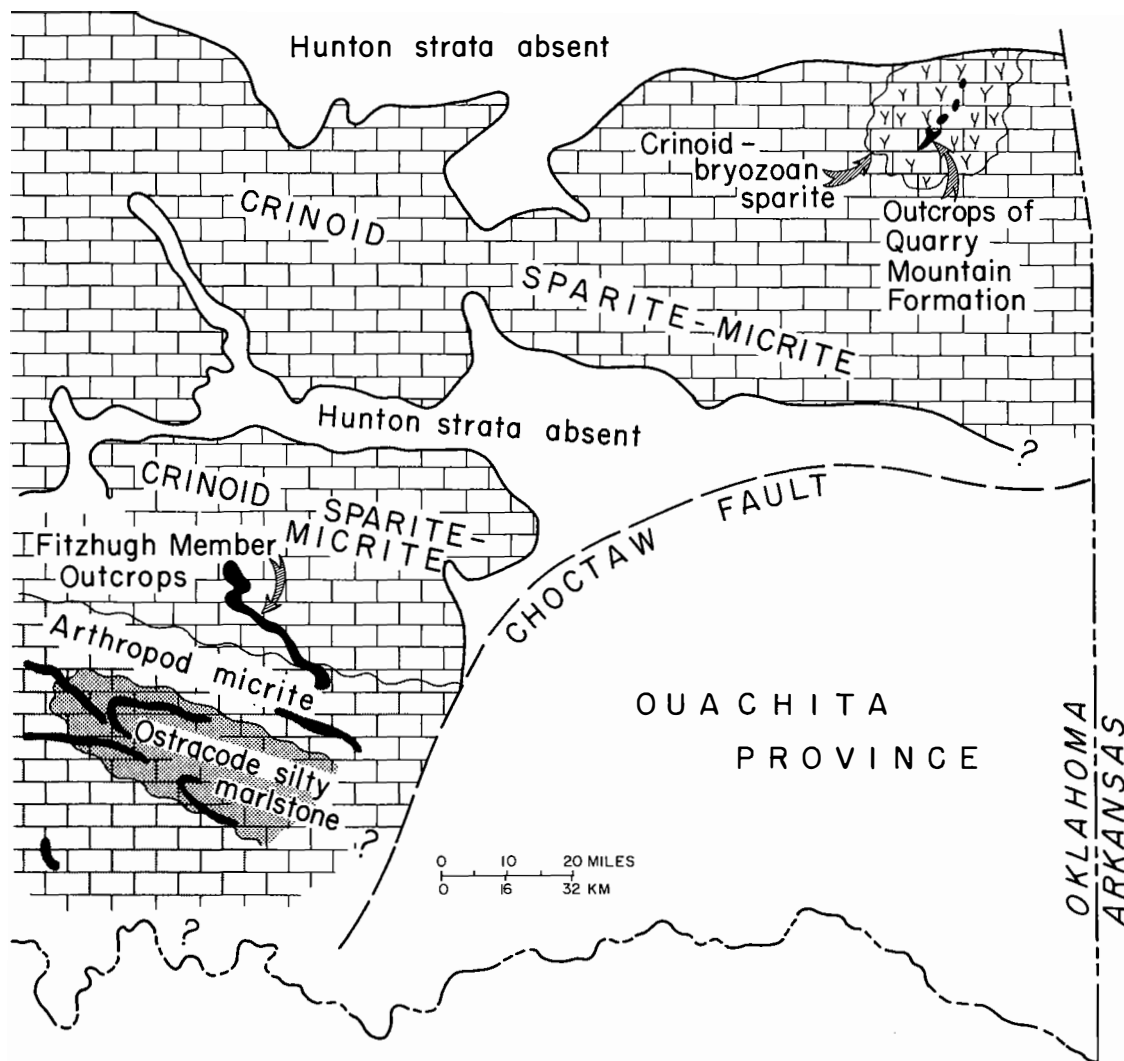 Hunton strata absent
Crinoid-
bryozoan
sparite
CRINOID
Outcrops of
Quarry
Mountain
Formation
SPARITE-MICRITE
Hunton strata absent
?
CRINOID
SPARITE-
MICRITE
FAULT
CHOCTAW
Fitzhugh Member
Outcrops
Arthropod micrite
OUACHITA
PROVINCE
Ostracode silty
marlstone
?
OKLAHOMA
ARKANSAS
0 10 20 MILES
0 16 32 KM
?
Y Y Y
Y Y
Y Y Y Y
Y Y Y
Y Y
Y